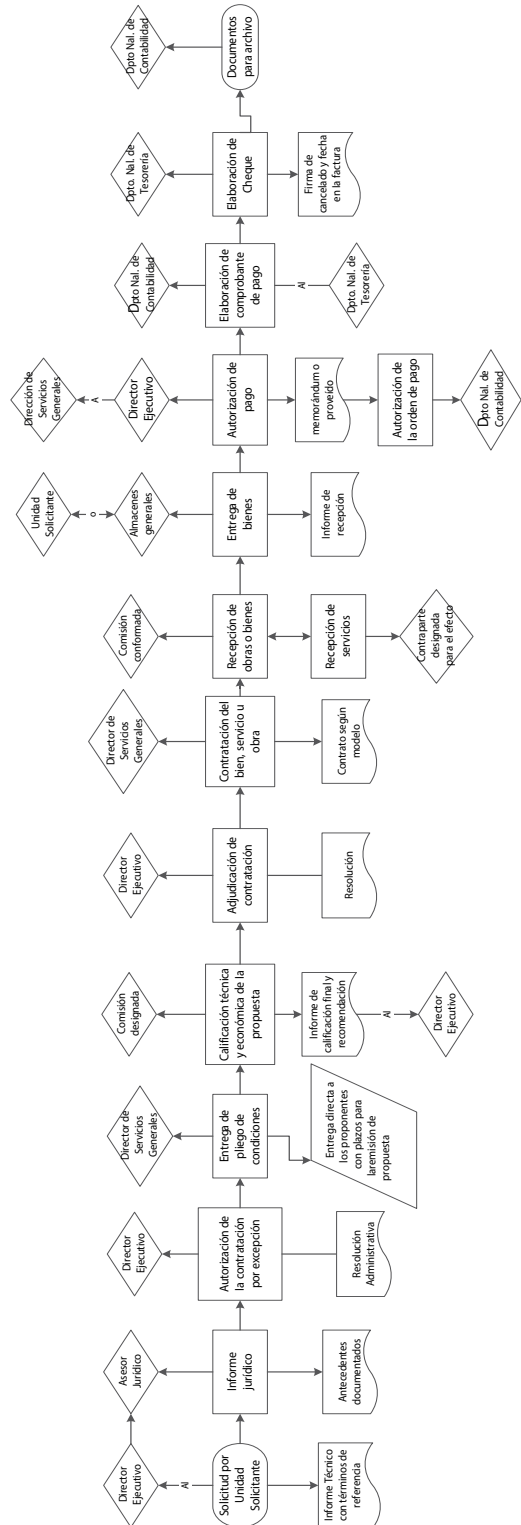 Director
Ejecutivo
Al
Solicitud por
Unidad
Solicitante
Informe Técnico
con términos de
referencia
Asesor
Jurídico
Informe
jurídico
Antecedentes
documentados
Director
Ejecutivo
Autorización de
la contratación
por excepción
Resolución
Administrativa
Director de
Servicios
Generales
Entrega de
pliego de
condiciones
Entrega directa a
los proponentes
con plazos para
laremisión de
propuesta
Comisión
designada
Calificación técnica
y económica de la
propuesta
Informe de
calificación final y
recomendación
Al
Director
Ejecutivo
Director
Ejecutivo
Adjudicación de
contratación
Resolución
Director de
Servicios
Generales
Contratación del
bien, servicio u
obra
Contrato según
modelo
Comisión
conformada
Recepción de
obras o bienes
Recepción de
servicios
Contraparte
designada
para el efecto
Unidad
Solicitante
o
Almacenes
generales
Entrega de
bienes
Informe de
recepción
Dirección de
Servicios
Generales
A
Director
Ejecutivo
Autorización de
pago
memorándum o
proveido
Autorización de
la orden de pago
Dpto Nal. de
Contabilidad
Dpto Nal. de
Contabilidad
Elaboración de
comprobante
de pago
Al
Dpto. Nal. de
Tesorería
Dpto. Nal. de
Tesorería
Elaboración de
Cheque
Firma de
cancelado y fecha
en la factura
Dpto Nal. de
Contabilidad
Documentos
para archivo